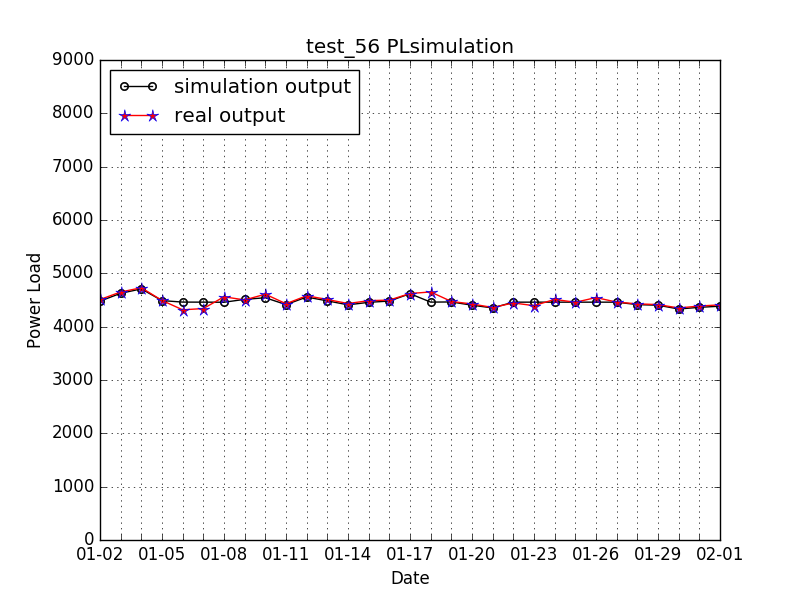 test_56 PLsimulation
simulation output
real output
9000
8000
7000
6000
5000
4000
3000
2000
1000
0
Power Load
01-02 01-05 01-08 01-11 01-14 01-17 01-20 01-23 01-26 01-29 02-01
Date